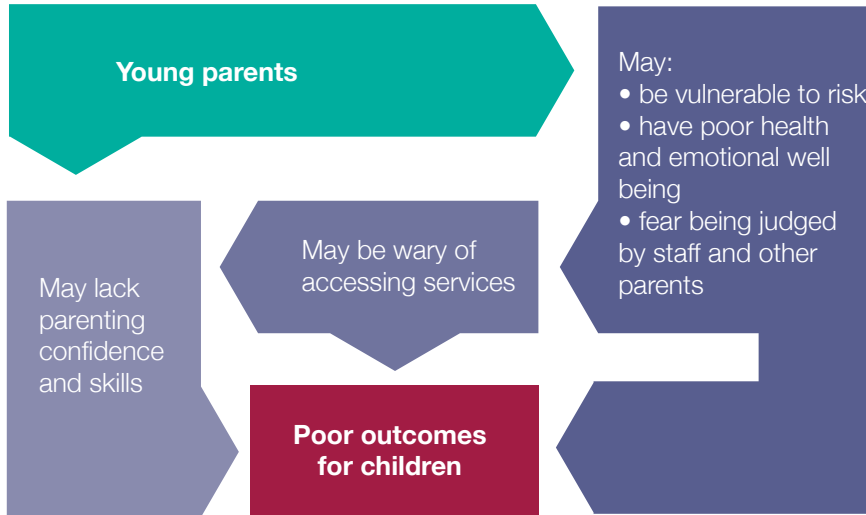 Young parents
May:
• be vulnerable to risk
• have poor health
and emotional well
being
• fear being judged
by staff and other
parents
May be wary of
accessing services
May lack
parenting
confidence
and skills
Poor outcomes
for children